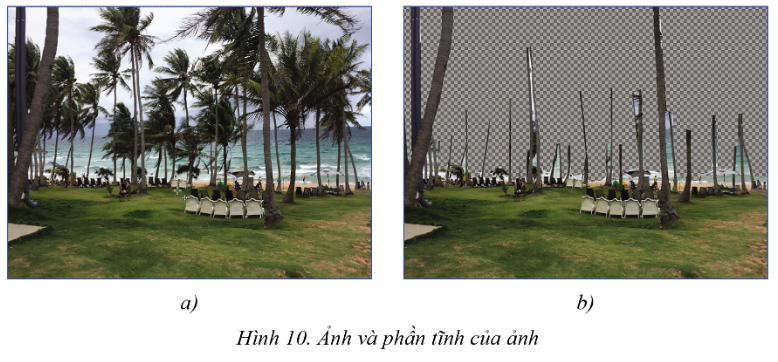 a)
b)
Hình 10. Ảnh và phần tĩnh của ảnh